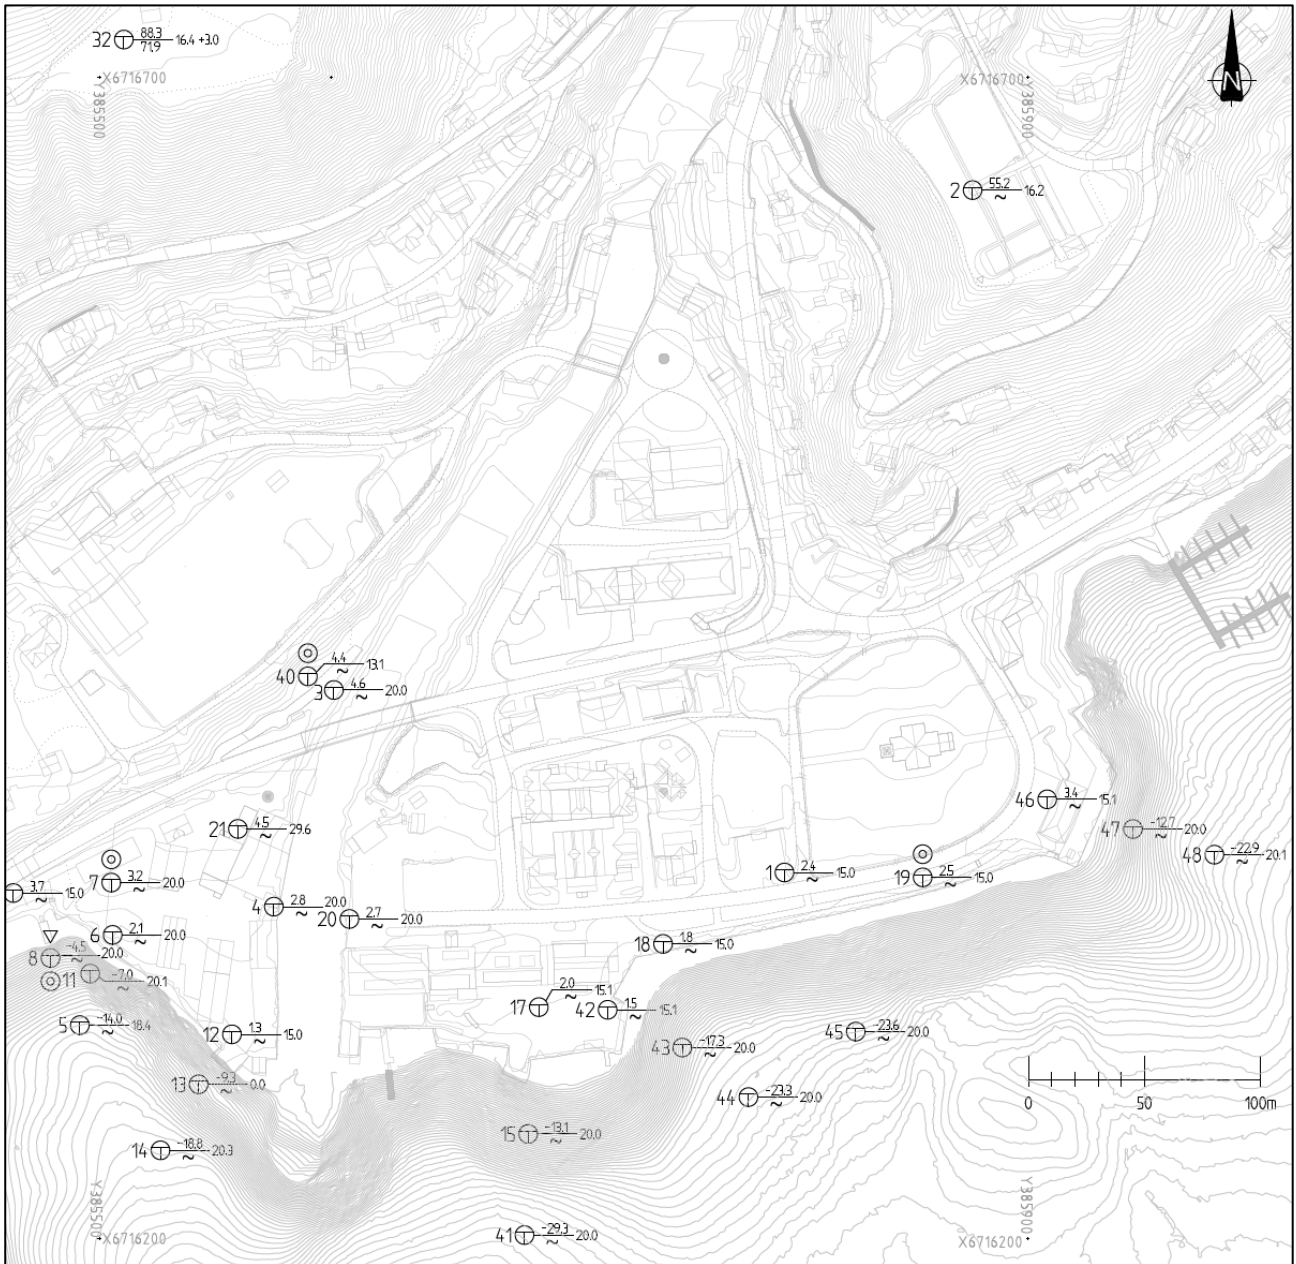 32 88.3 16.4 +3.0
71.9
X6716700
X6716700
Y385500
Y385900
N
2 55.2 16.2
~
40 4.4 13.1
~
3 4.6 20.0
~
46 3.4 15.1
~
21 4.5 29.6
~
47 -12.7 20.0
~
48 -22.9 20.1
~
1 2.4 15.0
~
19 2.5 15.0
~
7 3.2 20.0
~
3.7 15.0
~
4 2.8 20.0
~
20 2.7 20.0
~
6 2.1 20.0
~
18 1.8 15.0
~
8 -4.5 20.0
~
11 -7.0 20.1
~
17 2.0 15.1
~
42 1.5 15.1
~
5 -14.0 18.4
~
12 1.3 15.0
~
45 -23.6 20.0
~
43 -17.3 20.0
~
13 -9.3 0.0
~
44 -23.3 20.0
~
0 50 100m
15 -13.1 20.0
~
14 -18.8 20.3
~
Y385500
Y385900
41 -29.3 20.0
~
X6716200
X6716200